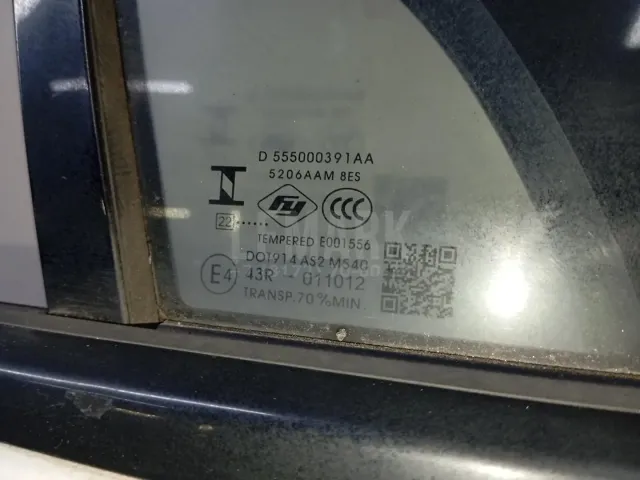 D 555000391AA
5206AAM 8ES
22......
TEMPERED E001556
DOT914 AS2 M540
E4 43R 011012
TRANSP.70%MIN.